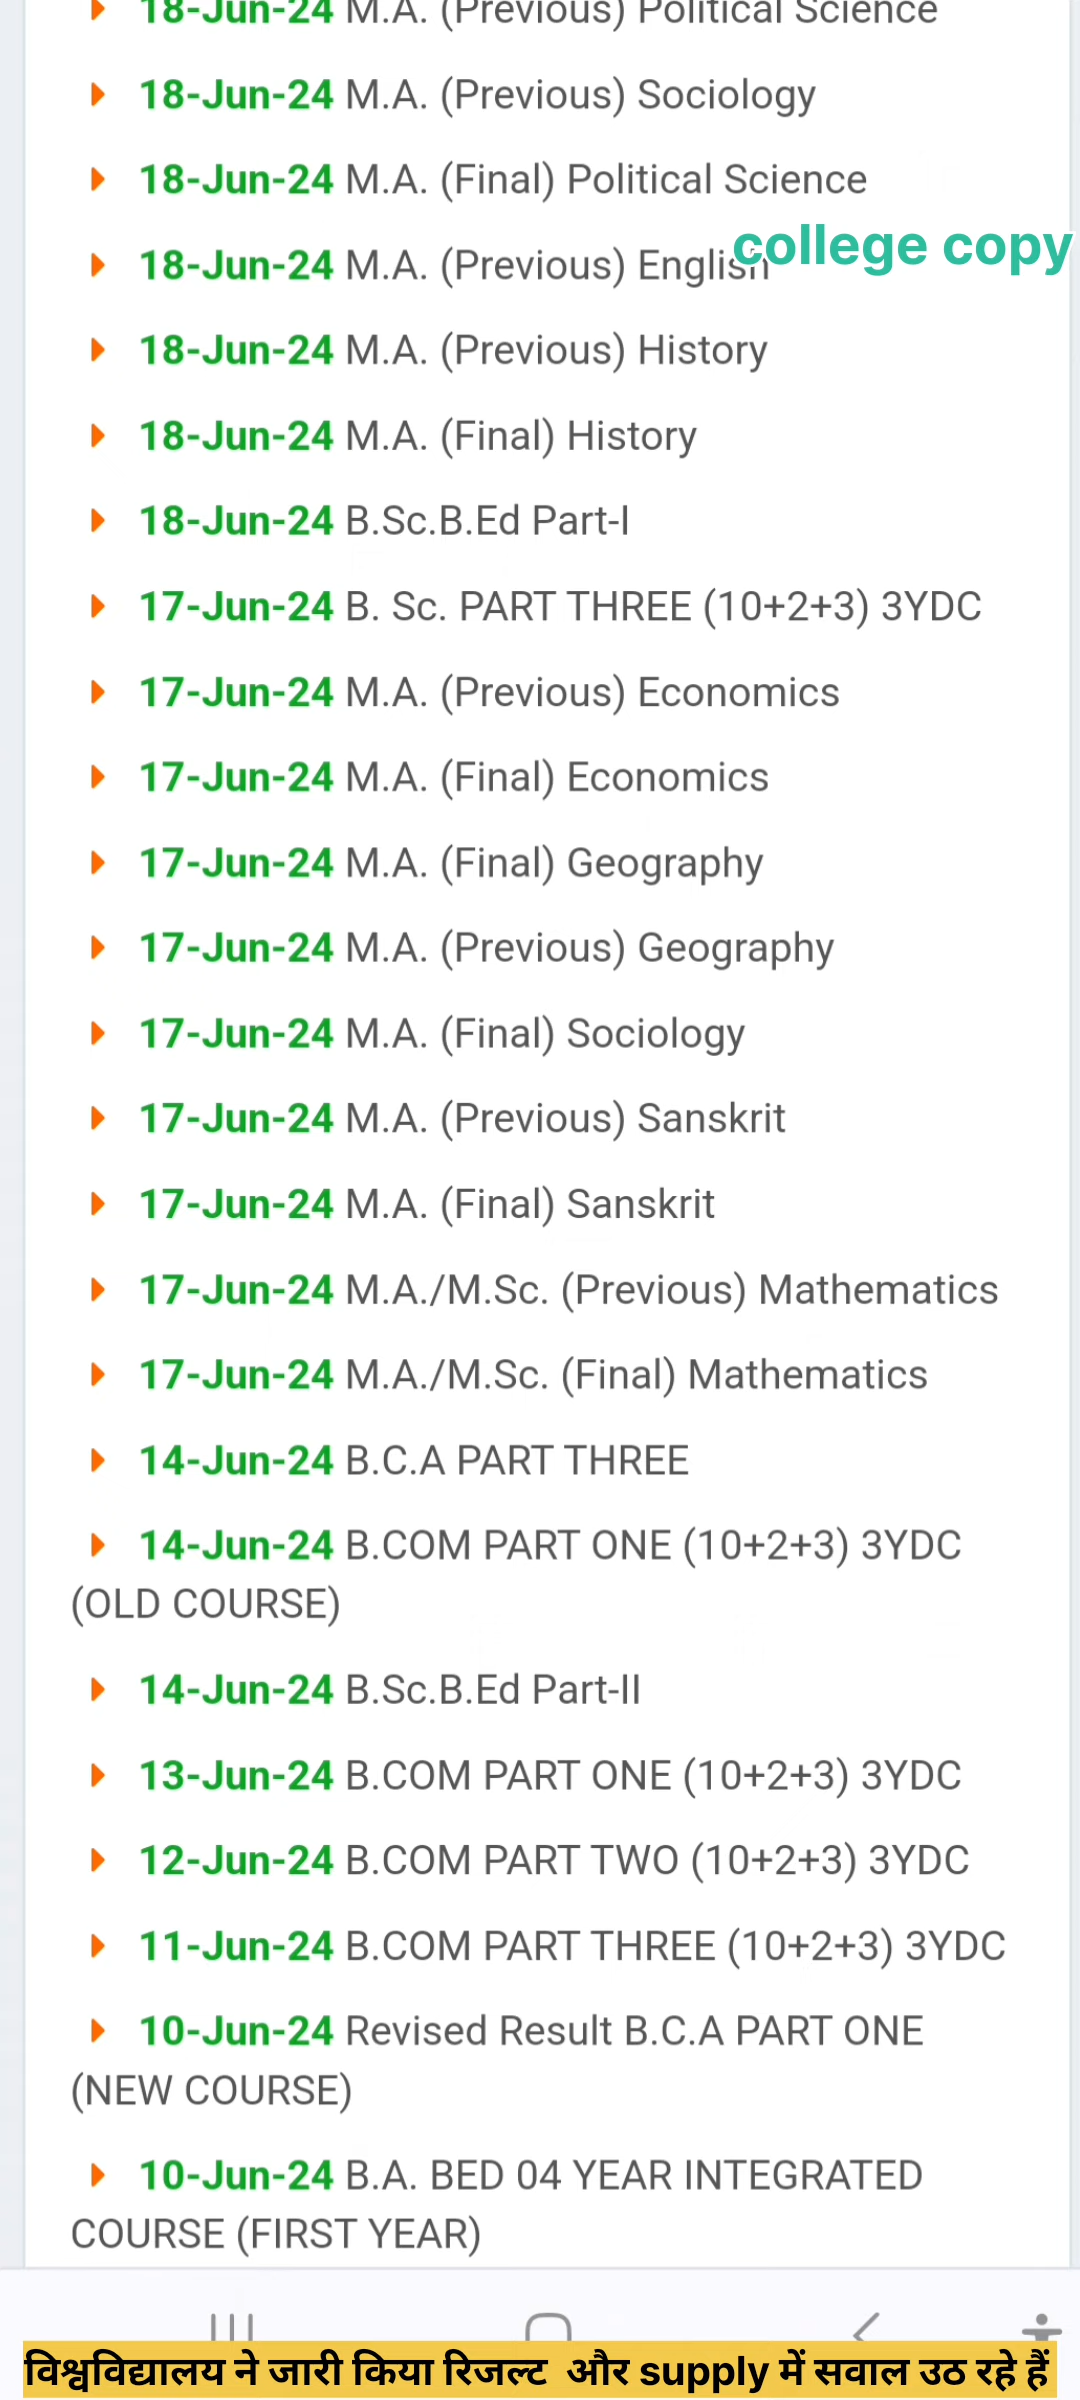 18-Jun-24 M.A. (Previous) Political Science
18-Jun-24 M.A. (Previous) Sociology
18-Jun-24 M.A. (Final) Political Science
college copy
18-Jun-24 M.A. (Previous) English
18-Jun-24 M.A. (Previous) History
18-Jun-24 M.A. (Final) History
18-Jun-24 B.Sc.B.Ed Part-I
17-Jun-24 B. Sc. PART THREE (10+2+3) 3YDC
17-Jun-24 M.A. (Previous) Economics
17-Jun-24 M.A. (Final) Economics
17-Jun-24 M.A. (Final) Geography
17-Jun-24 M.A. (Previous) Geography
17-Jun-24 M.A. (Final) Sociology
17-Jun-24 M.A. (Previous) Sanskrit
17-Jun-24 M.A. (Final) Sanskrit
17-Jun-24 M.A./M.Sc. (Previous) Mathematics
17-Jun-24 M.A./M.Sc. (Final) Mathematics
14-Jun-24 B.C.A PART THREE
14-Jun-24 B.COM PART ONE (10+2+3) 3YDC
(OLD COURSE)
14-Jun-24 B.Sc.B.Ed Part-II
13-Jun-24 B.COM PART ONE (10+2+3) 3YDC
12-Jun-24 B.COM PART TWO (10+2+3) 3YDC
11-Jun-24 B.COM PART THREE (10+2+3) 3YDC
10-Jun-24 Revised Result B.C.A PART ONE
(NEW COURSE)
10-Jun-24 B.A. BED 04 YEAR INTEGRATED
COURSE (FIRST YEAR)
विश्वविद्यालय ने जारी किया रिजल्ट और supply में सवाल उठ रहे हैं